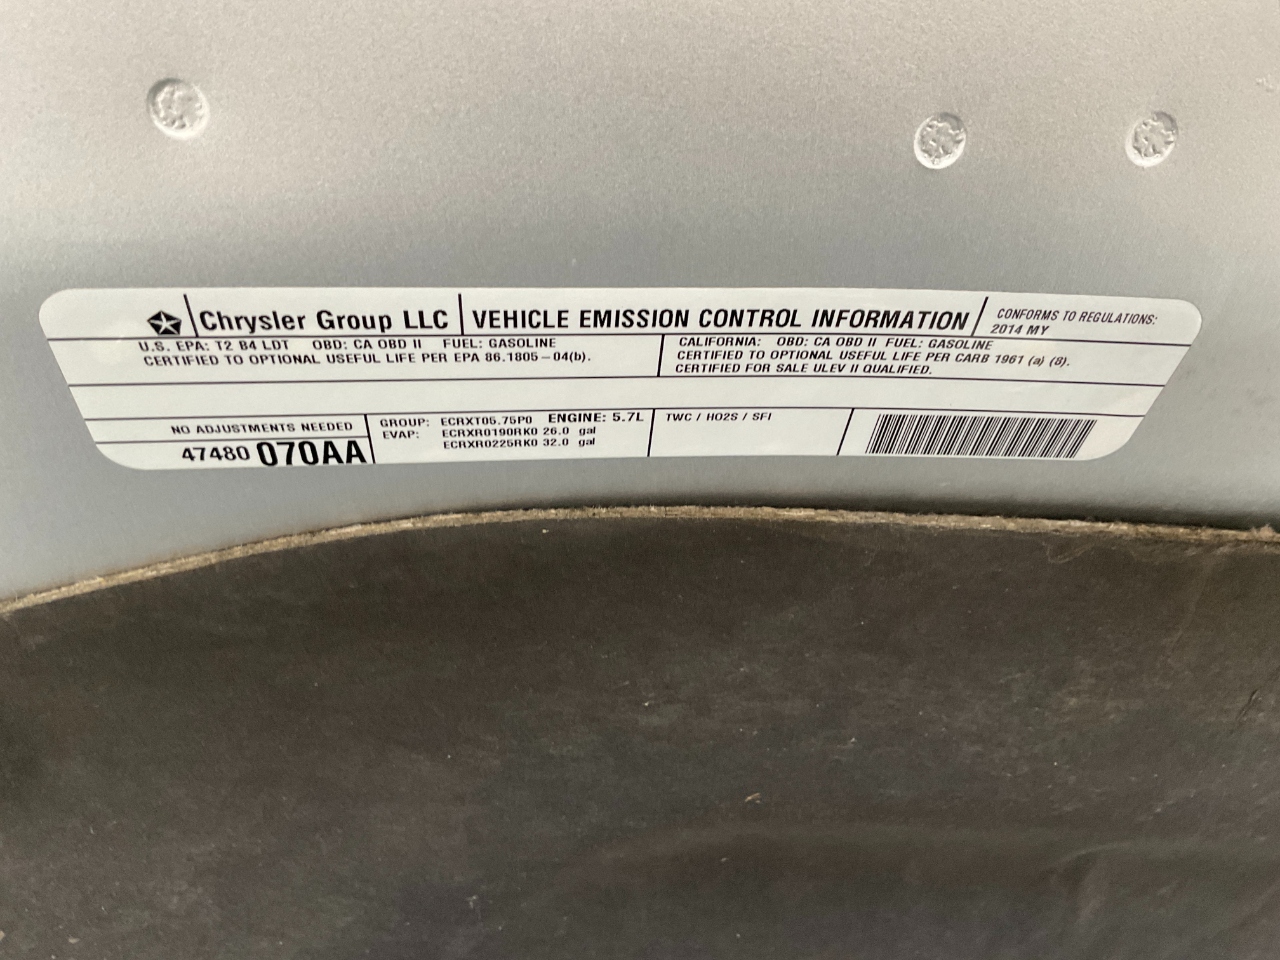 Chrysler Group LLC VEHICLE EMISSION CONTROL INFORMATION
CONFORMS TO REGULATIONS:
2014 MY
U.S. EPA: T2 B4 LDT OBD: CA OBD II FUEL: GASOLINE
CERTIFIED TO OPTIONAL USEFUL LIFE PER EPA 86.1805-04(b).
CALIFORNIA: OBD: CA OBD II FUEL: GASOLINE
CERTIFIED TO OPTIONAL USEFUL LIFE PER CARB 1961 (a) (8).
CERTIFIED FOR SALE ULEV II QUALIFIED.
NO ADJUSTMENTS NEEDED
47480 070AA
GROUP: ECRXT05.75P0 ENGINE: 5.7L
EVAP: ECRXR0190RK0 26.0 gal
ECRXR0225RK0 32.0 gal
TWC / HO2S / SFI